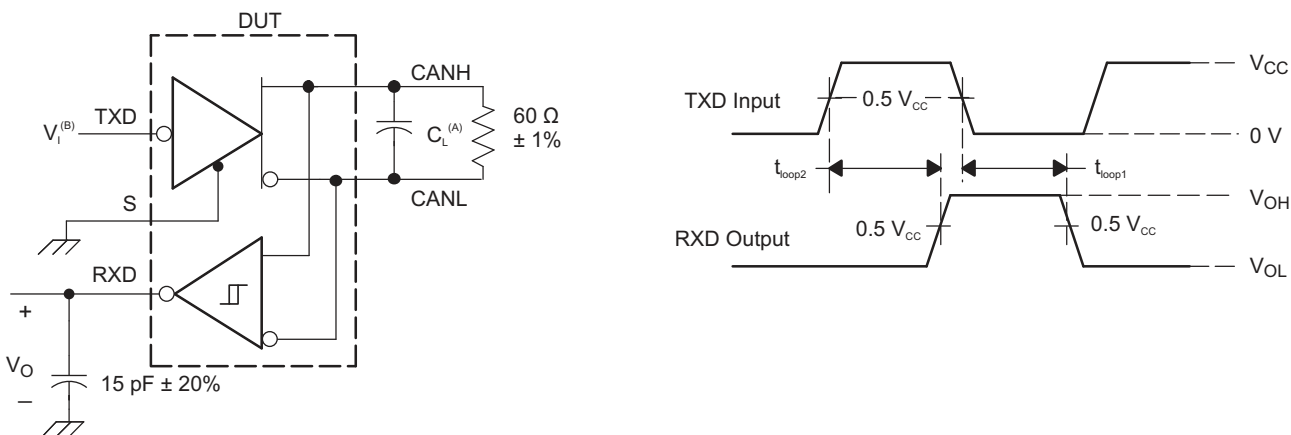 DUT
CANH
TXD
V_I^(B)
C_L^(A)
60 Ω
± 1%
S
CANL
RXD
+
V_O
15 pF ± 20%
–
V_CC
TXD Input
0.5 V_CC
0 V
t_loop2
t_loop1
V_OH
0.5 V_CC
0.5 V_CC
RXD Output
V_OL